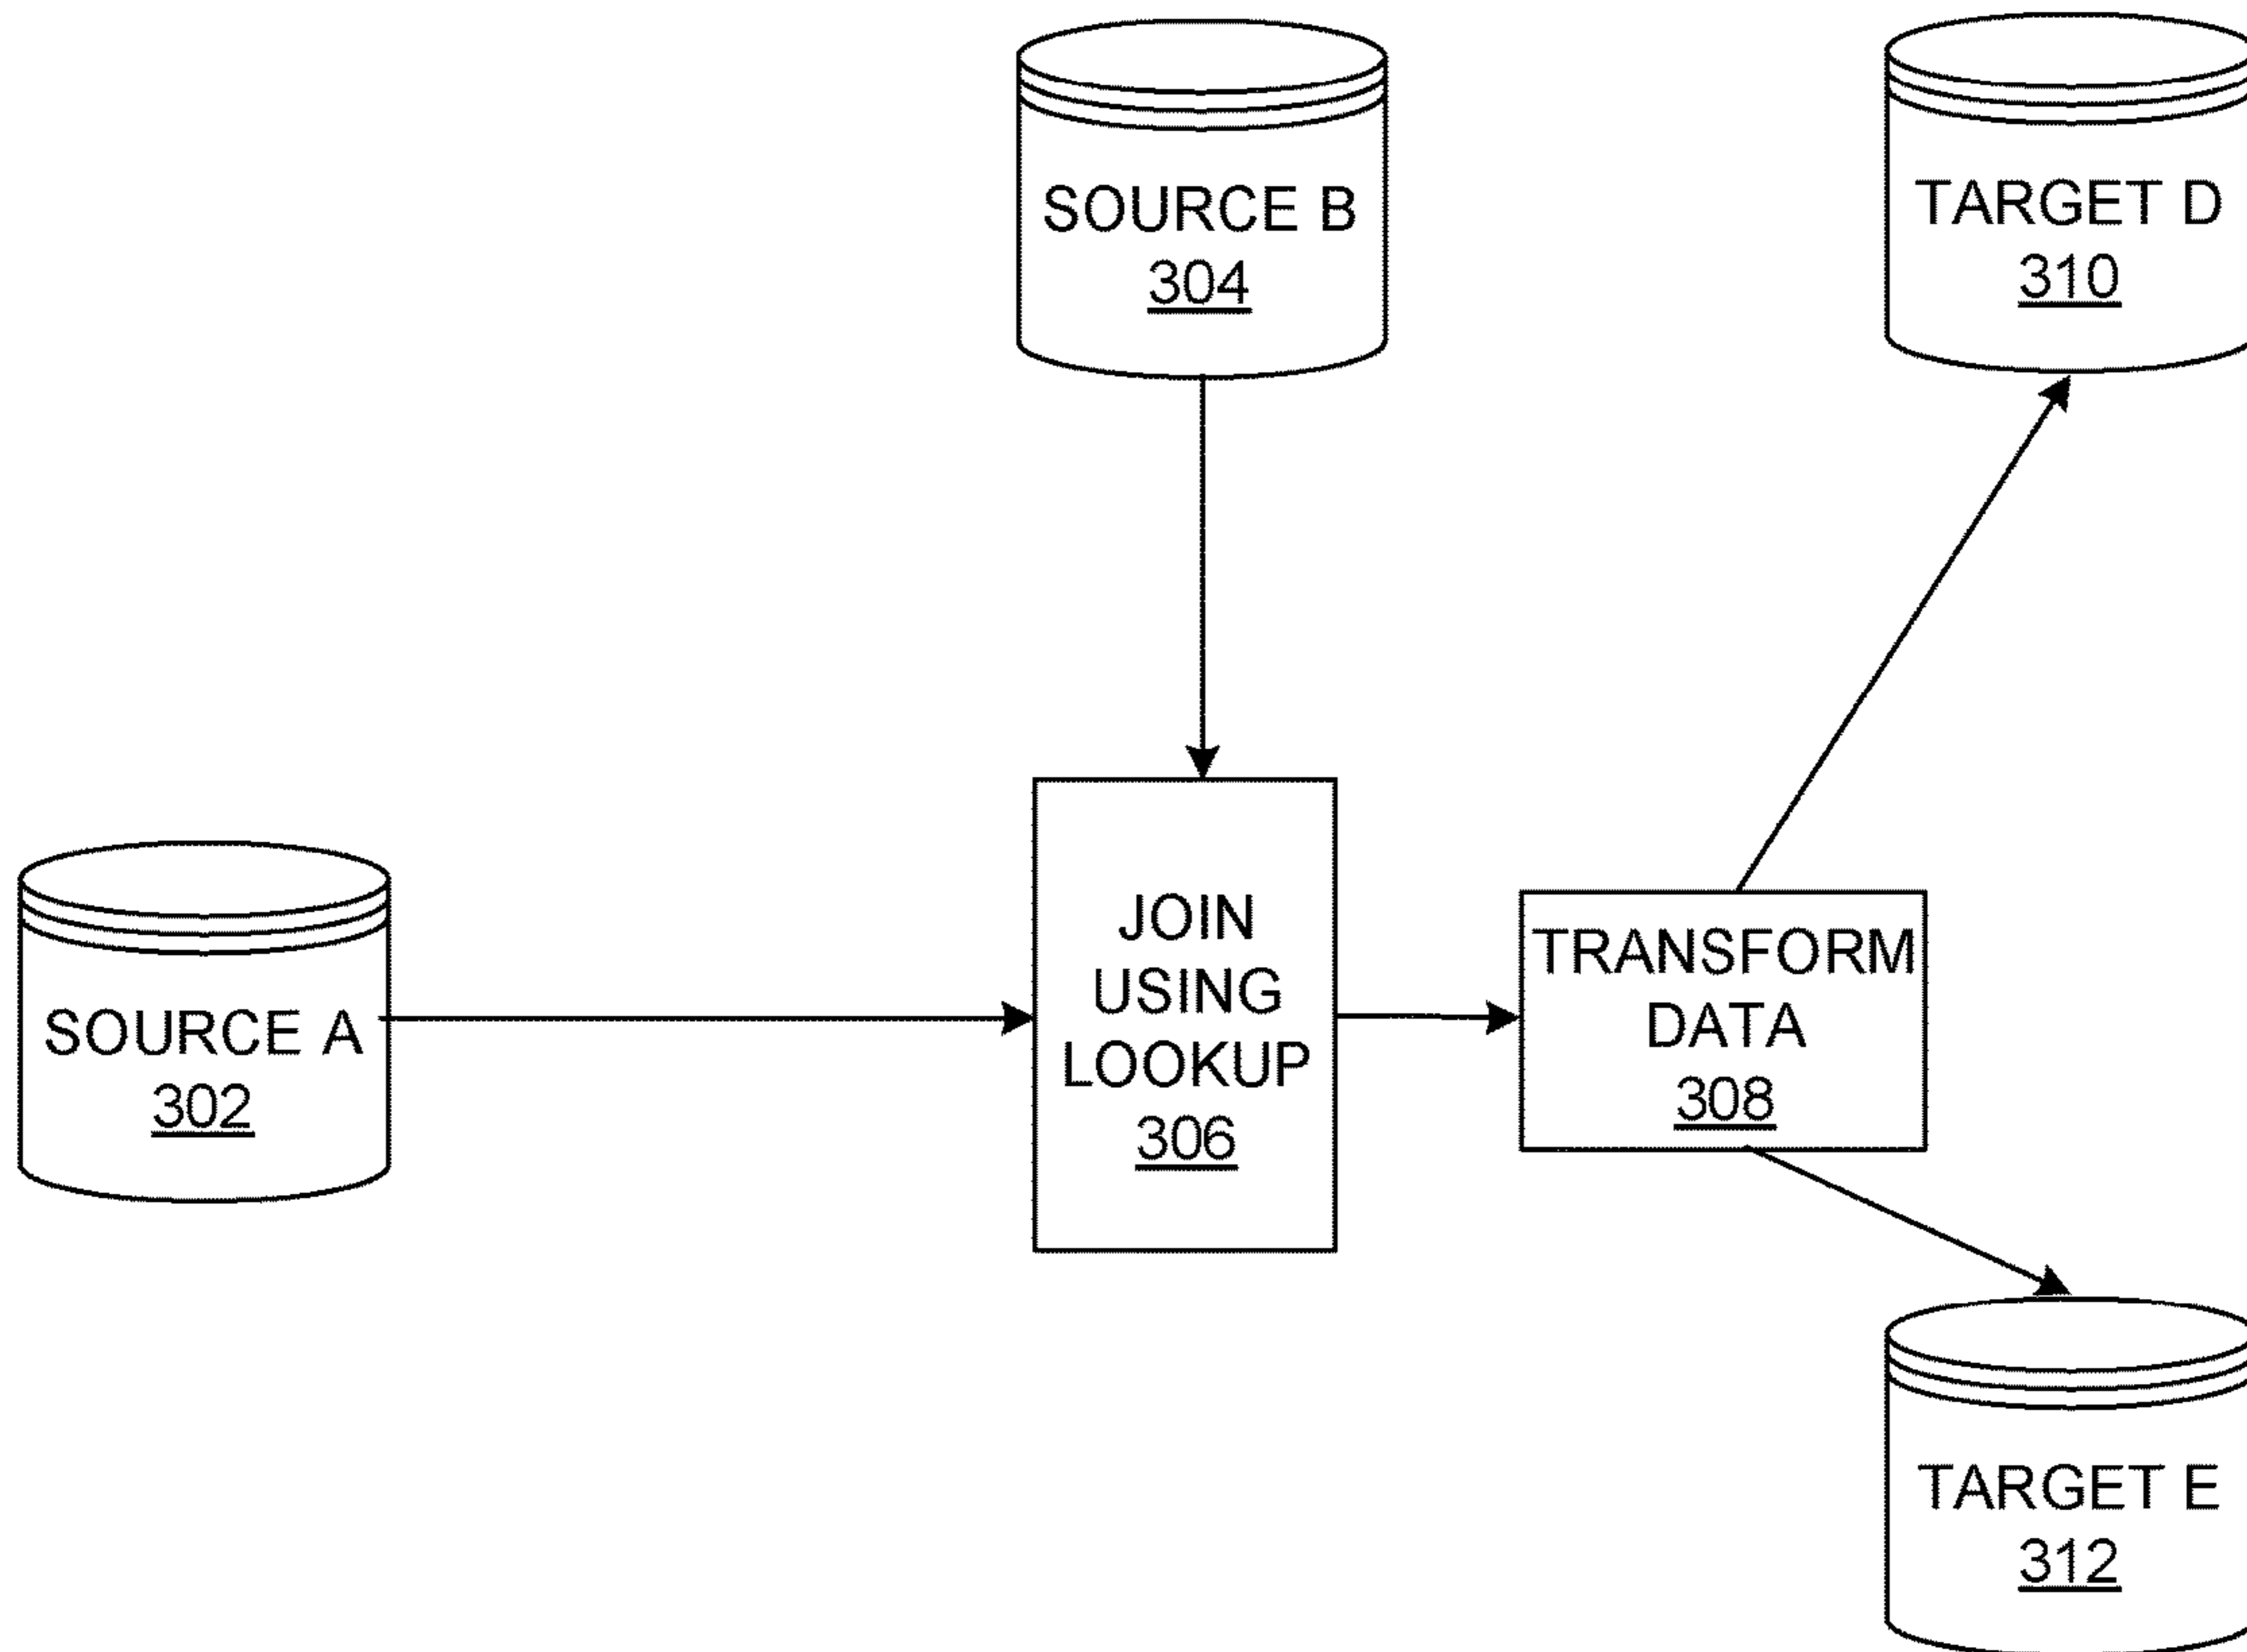 SOURCE B
304
TARGET D
310
SOURCE A
302
JOIN
USING
LOOKUP
306
TRANSFORM
DATA
308
TARGET E
312